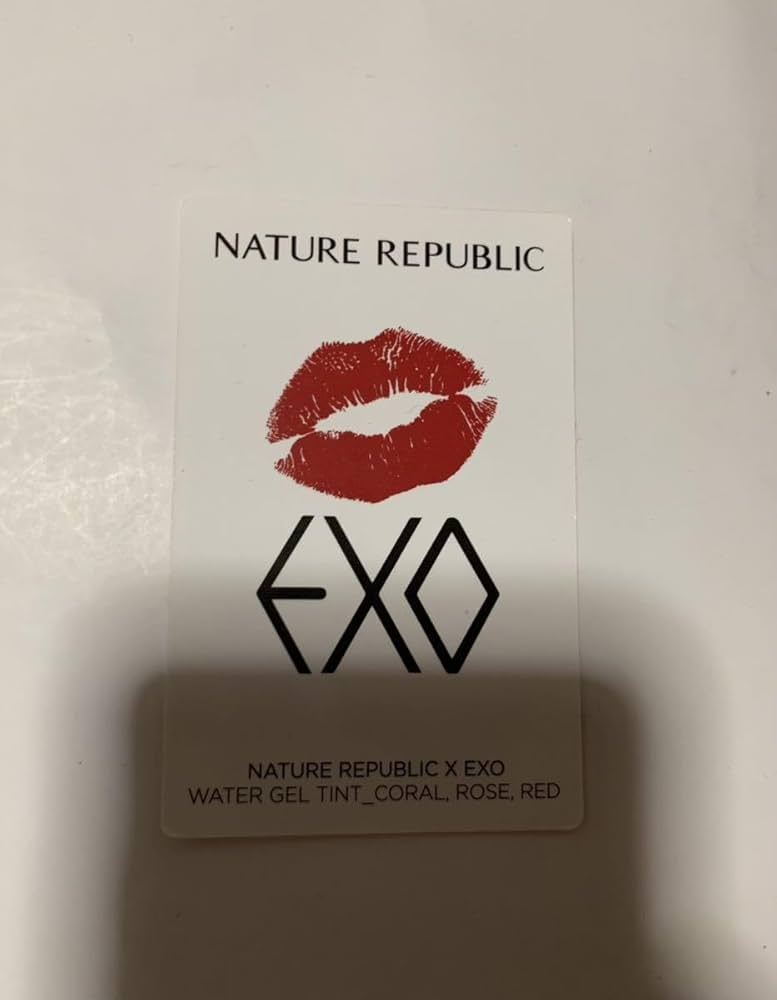 NATURE REPUBLIC
EXO
NATURE REPUBLIC X EXO
WATER GEL TINT_CORAL, ROSE, RED